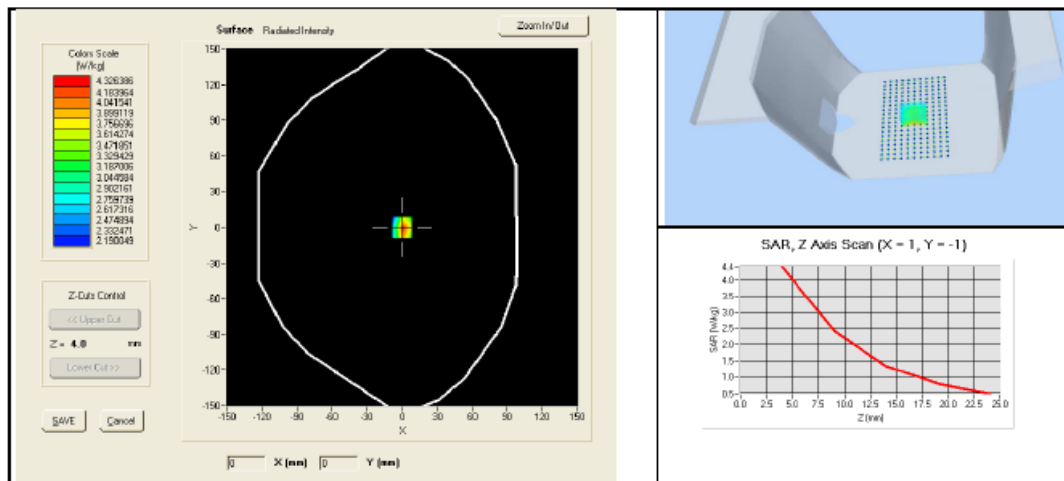 Surface Radiated Intensity
Zoom In/Out
Colors Scale
(W/kg)
4.326386
4.183964
4.041541
3.899119
3.756696
3.614274
3.471851
3.329429
3.187006
3.044584
2.902161
2.759739
2.617316
2.474894
2.332471
2.190049
150
120
90
60
30
0
-30
-60
-90
-120
-150
Y
-150 -120 -90 -60 -30 0 30 60 90 120 150
X
Z-Cuts Control
<< Upper Cut
Z = 4.0 mm
Lower Cut >>
SAVE Cancel
0 X (mm) 0 Y (mm)
SAR, Z Axis Scan (X = 1, Y = -1)
SAR (W/kg)
4.4
4.0
3.5
3.0
2.5
2.0
1.5
1.0
0.5
0.0 2.5 5.0 7.5 10.0 12.5 15.0 17.5 20.0 22.5 25.0
Z (mm)